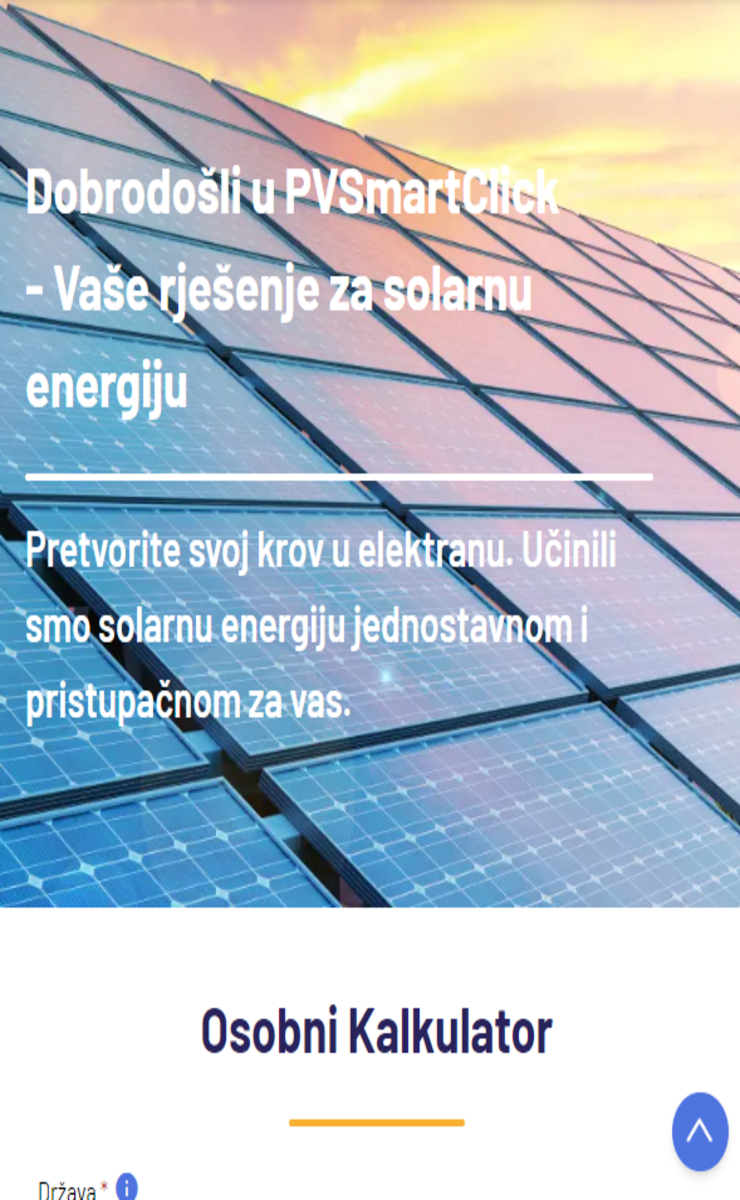 Dobrodošli u PVSmartClick
- Vaše rješenje za solarnu
energiju
Pretvorite svoj krov u elektranu. Učinili
smo solarnu energiju jednostavnom i
pristupačnom za vas.
Osobni Kalkulator
Država * i